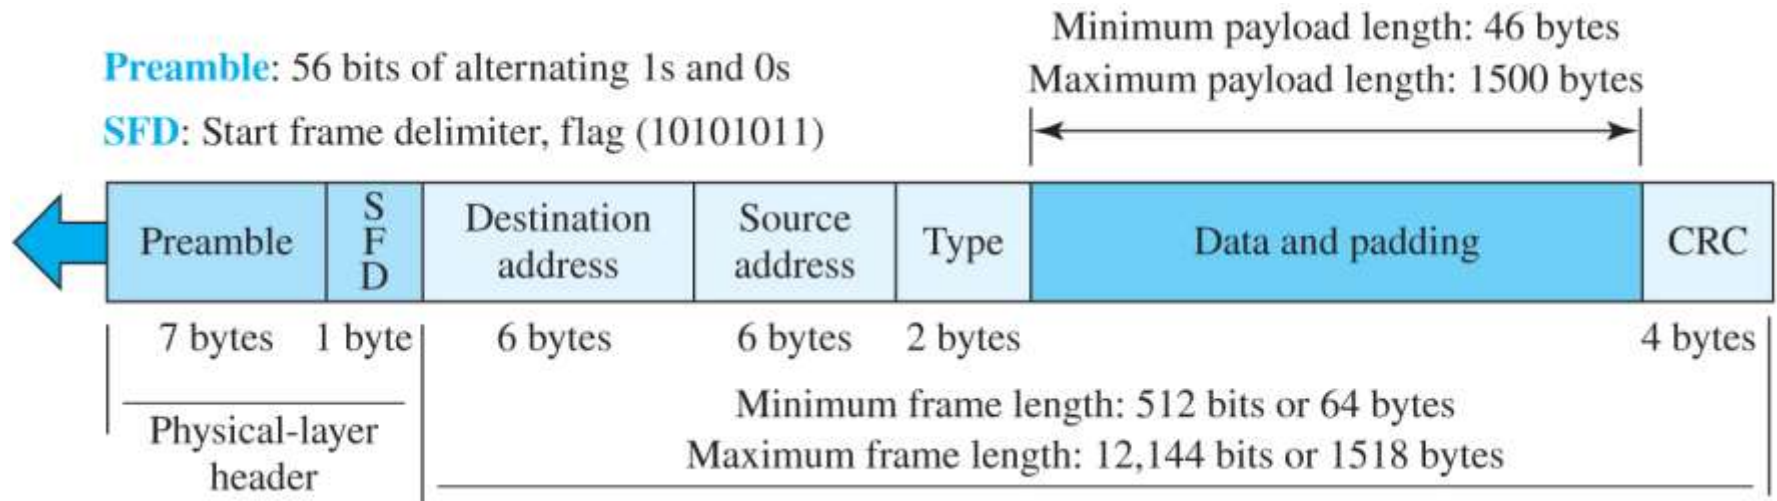 Minimum payload length: 46 bytes
Maximum payload length: 1500 bytes
Preamble: 56 bits of alternating 1s and 0s
SFD: Start frame delimiter, flag (10101011)
Preamble
S
F
D
Destination
address
Source
address
Type
Data and padding
CRC
7 bytes
1 byte
6 bytes
6 bytes
2 bytes
4 bytes
Physical-layer
header
Minimum frame length: 512 bits or 64 bytes
Maximum frame length: 12,144 bits or 1518 bytes